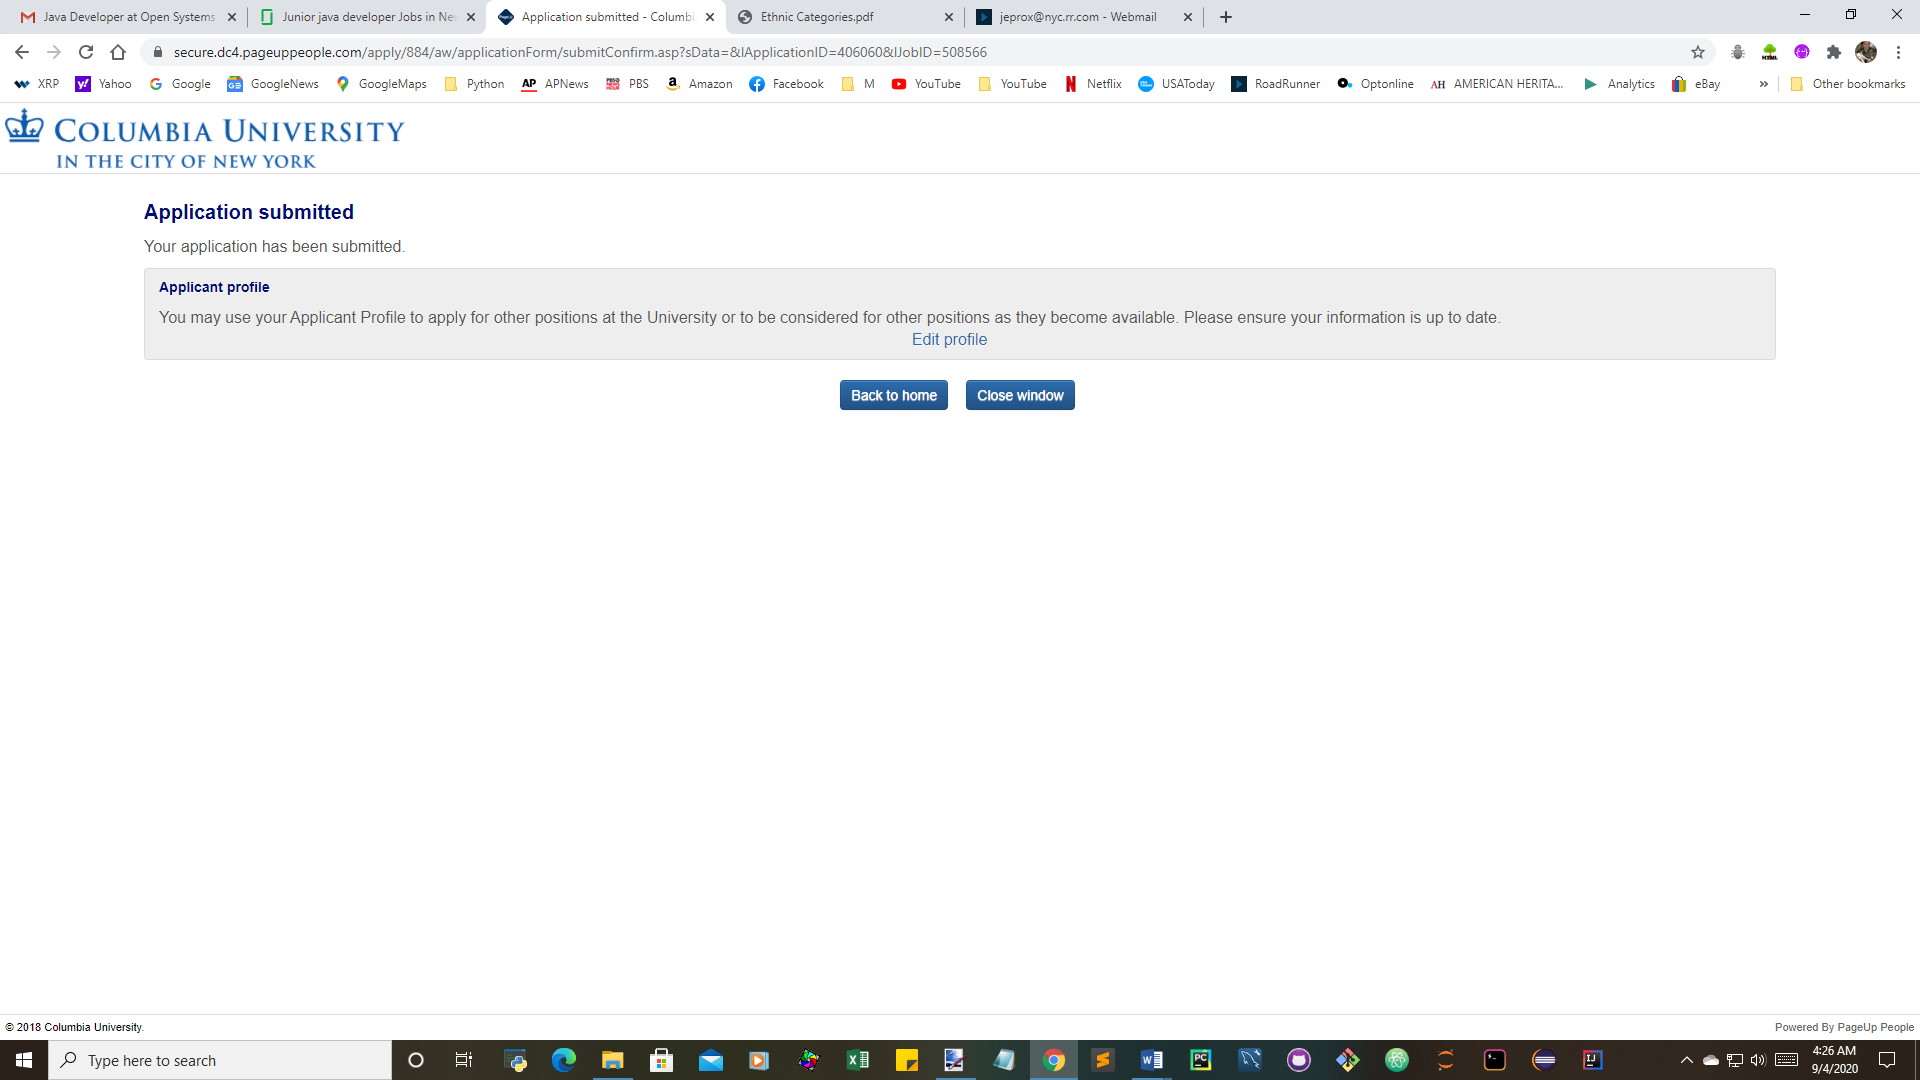 Java Developer at Open Systems
Junior java developer Jobs in Ne
Application submitted - Columbi
Ethnic Categories.pdf
jeprox@nyc.rr.com - Webmail
secure.dc4.pageuppeople.com/apply/884/aw/applicationForm/submitConfirm.asp?sData=&lApplicationID=406060&lJobID=508566
XRP
Yahoo
Google
GoogleNews
GoogleMaps
Python
AP APNews
PBS
Amazon
Facebook
M
YouTube
YouTube
Netflix
USAToday
RoadRunner
Optonline
AH AMERICAN HERITA...
Analytics
eBay
»
Other bookmarks
COLUMBIA UNIVERSITY
IN THE CITY OF NEW YORK
Application submitted
Your application has been submitted.
Applicant profile
You may use your Applicant Profile to apply for other positions at the University or to be considered for other positions as they become available. Please ensure your information is up to date.
Edit profile
Back to home
Close window
© 2018 Columbia University.
Powered By PageUp People
Type here to search
4:26 AM
9/4/2020